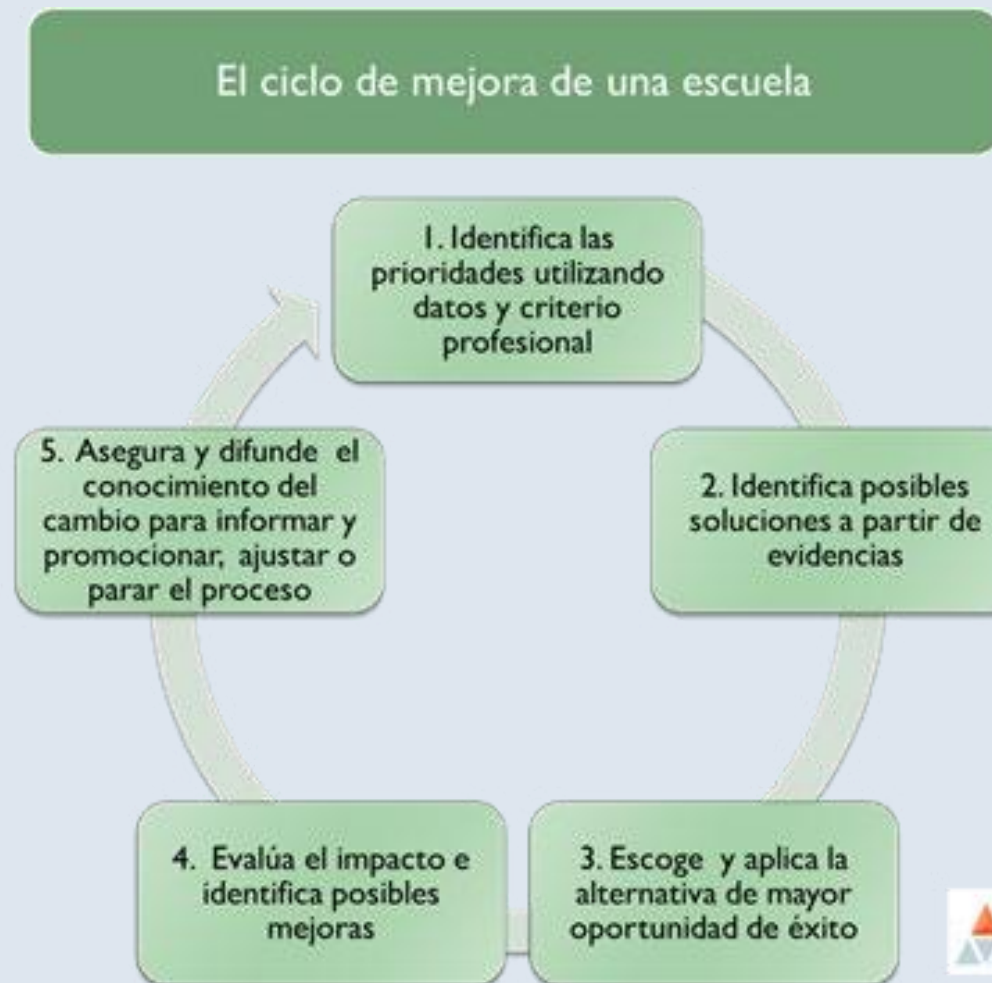 El ciclo de mejora de una escuela
1. Identifica las
prioridades utilizando
datos y criterio
profesional
2. Identifica posibles
soluciones a partir de
evidencias
3. Escoge y aplica la
alternativa de mayor
oportunidad de éxito
4. Evalúa el impacto e
identifica posibles
mejoras
5. Asegura y difunde el
conocimiento del
cambio para informar y
promocionar, ajustar o
parar el proceso